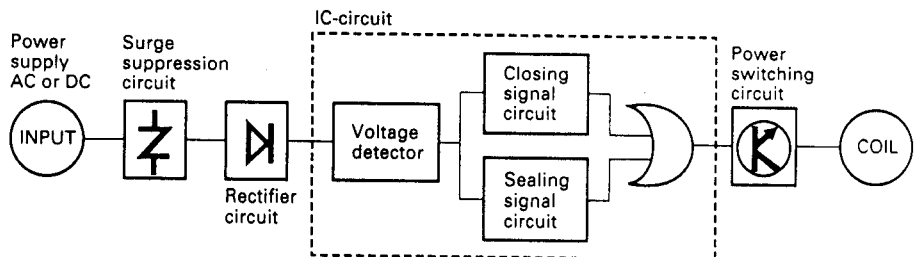 IC-circuit
Power
supply
AC or DC
Surge
suppression
circuit
Closing
signal
circuit
Power
switching
circuit
INPUT
Voltage
detector
COIL
Rectifier
circuit
Sealing
signal
circuit